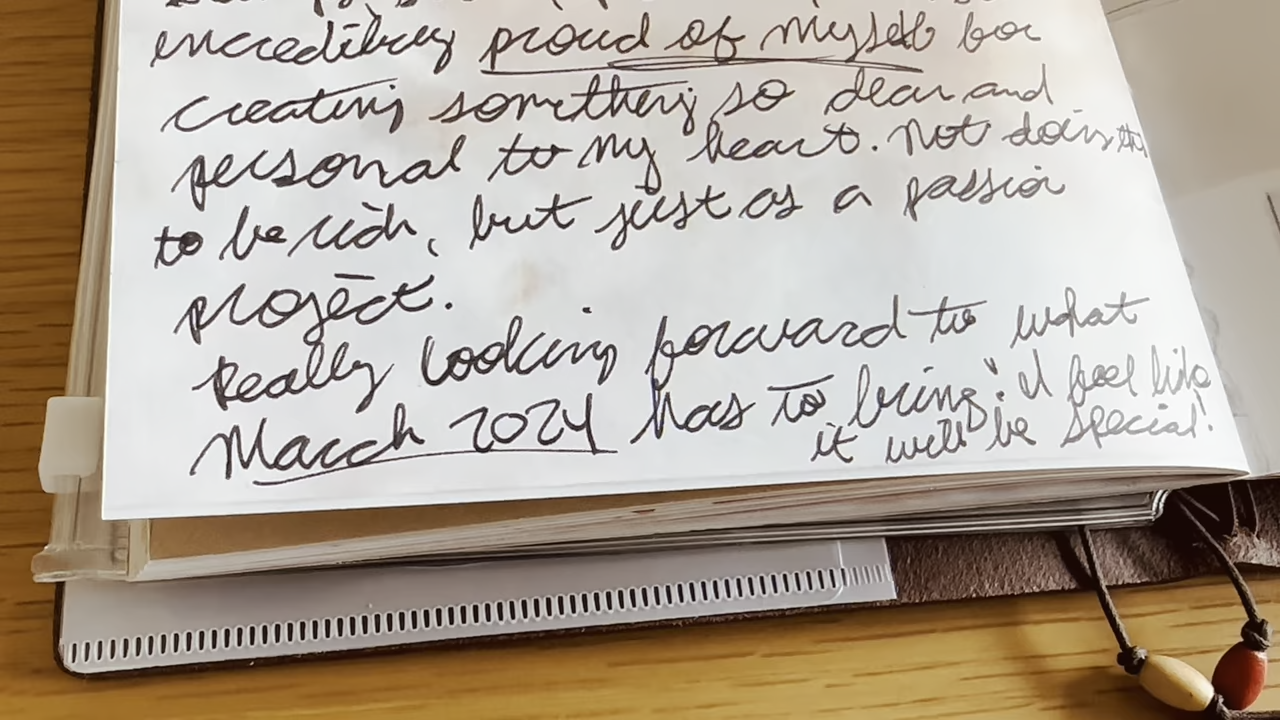 incredibley proud of myself for
creating something so dear and
personal to my heart. Not doing this
to be rich, but just as a passion
project.
Really looking forward to what
March 2024 has to bring! I feel like
it will be special!